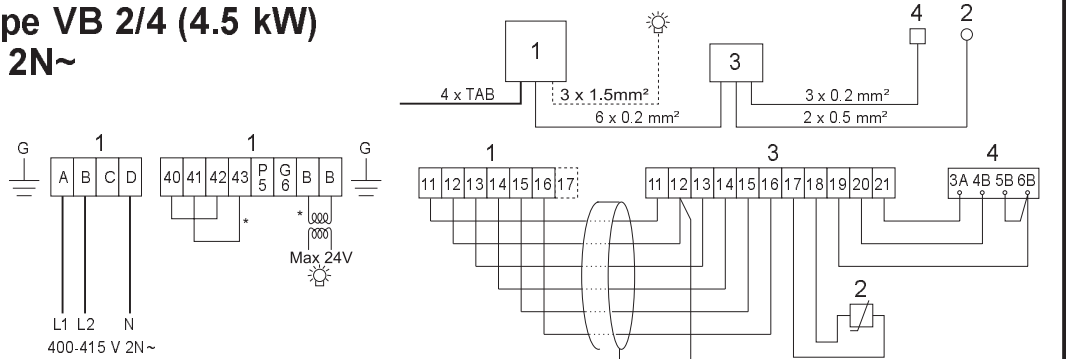 pe VB 2/4 (4.5 kW)
2N~
1
3
4
2
4 x TAB
3 x 1.5mm²
6 x 0.2 mm²
3 x 0.2 mm²
2 x 0.5 mm²
G
1
1
G
A B C D
40 41 42 43 P5 G6 B B
*
*
Max 24V
L1 L2 N
400-415 V 2N~
1
3
4
11 12 13 14 15 16 17
11 12 13 14 15 16 17 18 19 20 21
3A 4B 5B 6B
2